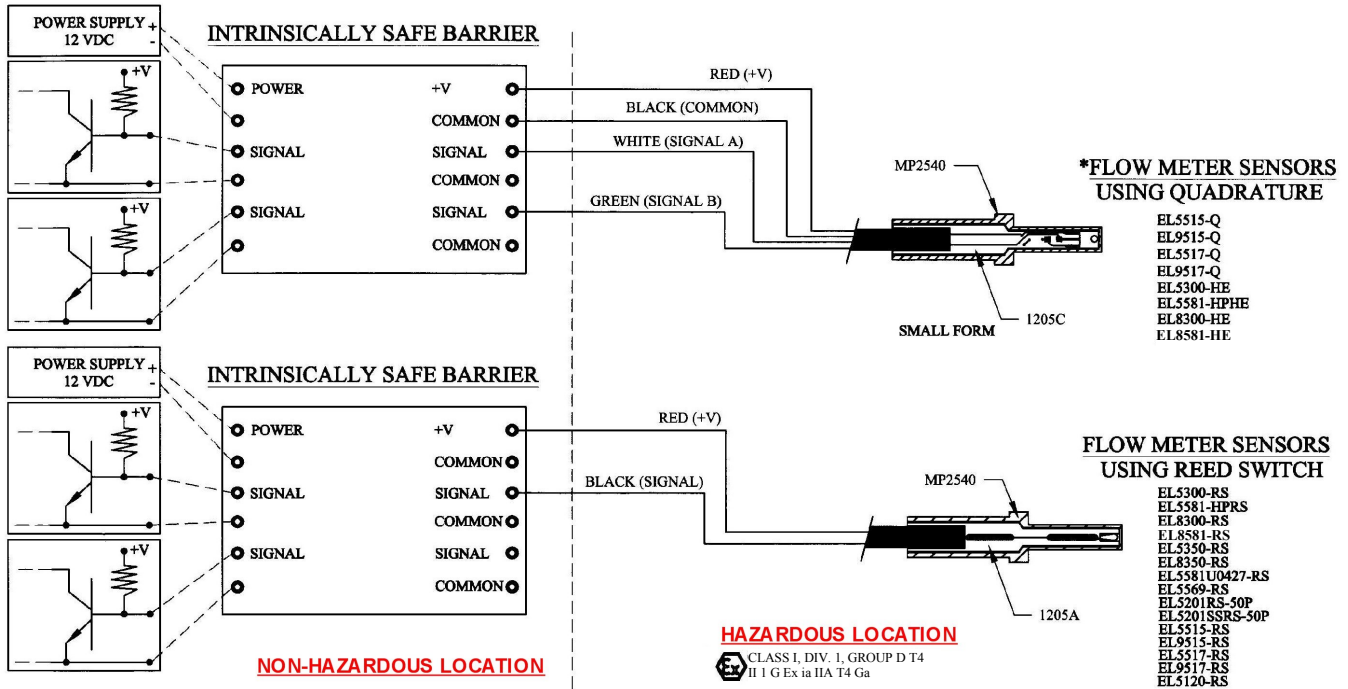 POWER SUPPLY +
12 VDC -
INTRINSICALLY SAFE BARRIER
+V
+V
POWER
SIGNAL
SIGNAL
+V
COMMON
SIGNAL
COMMON
SIGNAL
COMMON
RED (+V)
BLACK (COMMON)
WHITE (SIGNAL A)
GREEN (SIGNAL B)
MP2540
1205C
SMALL FORM
*FLOW METER SENSORS
USING QUADRATURE
EL5515-Q
EL9515-Q
EL5517-Q
EL9517-Q
EL5300-HE
EL5581-HPHE
EL8300-HE
EL8581-HE
POWER SUPPLY +
12 VDC -
INTRINSICALLY SAFE BARRIER
+V
+V
POWER
SIGNAL
SIGNAL
+V
COMMON
SIGNAL
COMMON
SIGNAL
COMMON
RED (+V)
BLACK (SIGNAL)
MP2540
1205A
FLOW METER SENSORS
USING REED SWITCH
EL5300-RS
EL5581-HPRS
EL8300-RS
EL8581-RS
EL5350-RS
EL8350-RS
EL5581U0427-RS
EL5569-RS
EL5201RS-50P
EL5201SSRS-50P
EL5515-RS
EL9515-RS
EL5517-RS
EL9517-RS
EL5120-RS
NON-HAZARDOUS LOCATION
HAZARDOUS LOCATION
Ex
CLASS I, DIV. 1, GROUP D T4
II 1 G Ex ia IIA T4 Ga